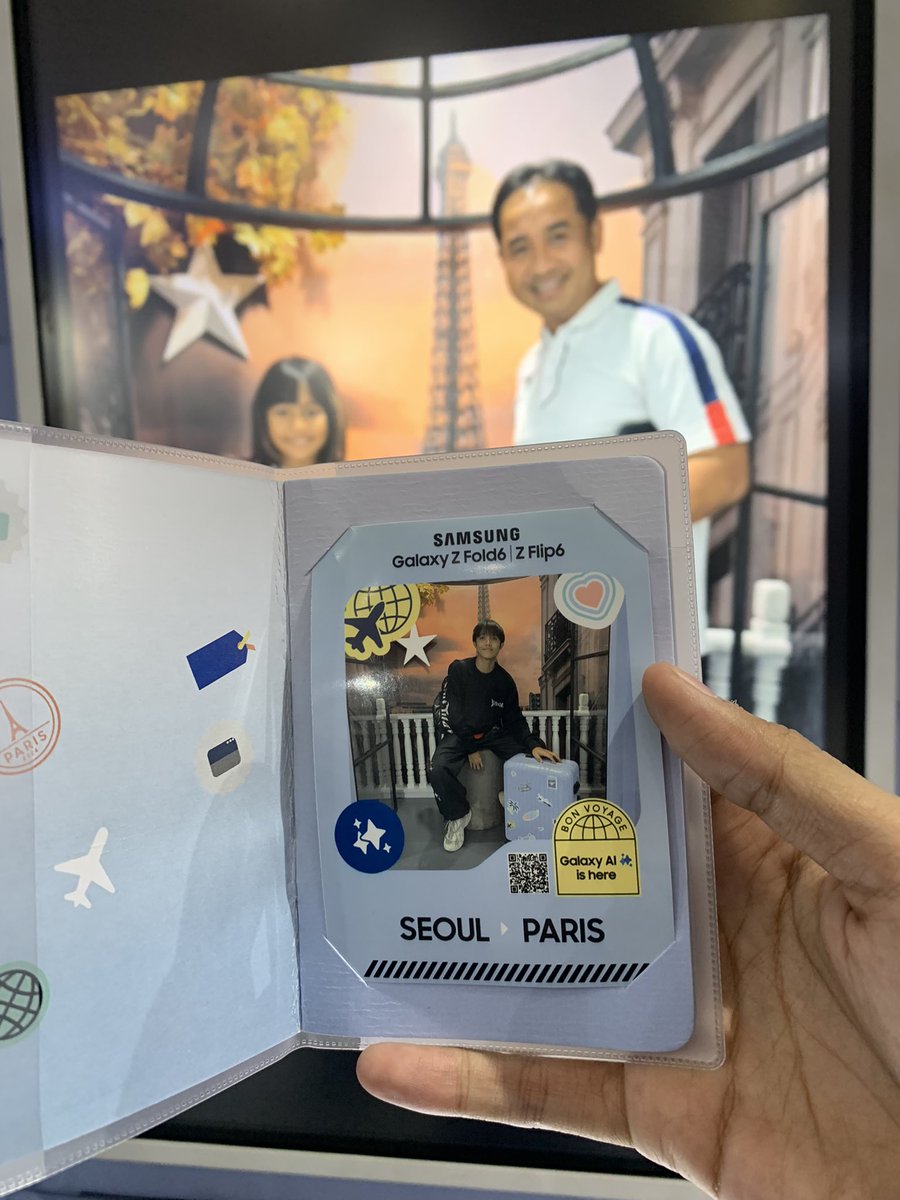 SAMSUNG
Galaxy Z Fold6 | Z Flip6
PARIS
BON VOYAGE
Galaxy AI
is here
SEOUL PARIS